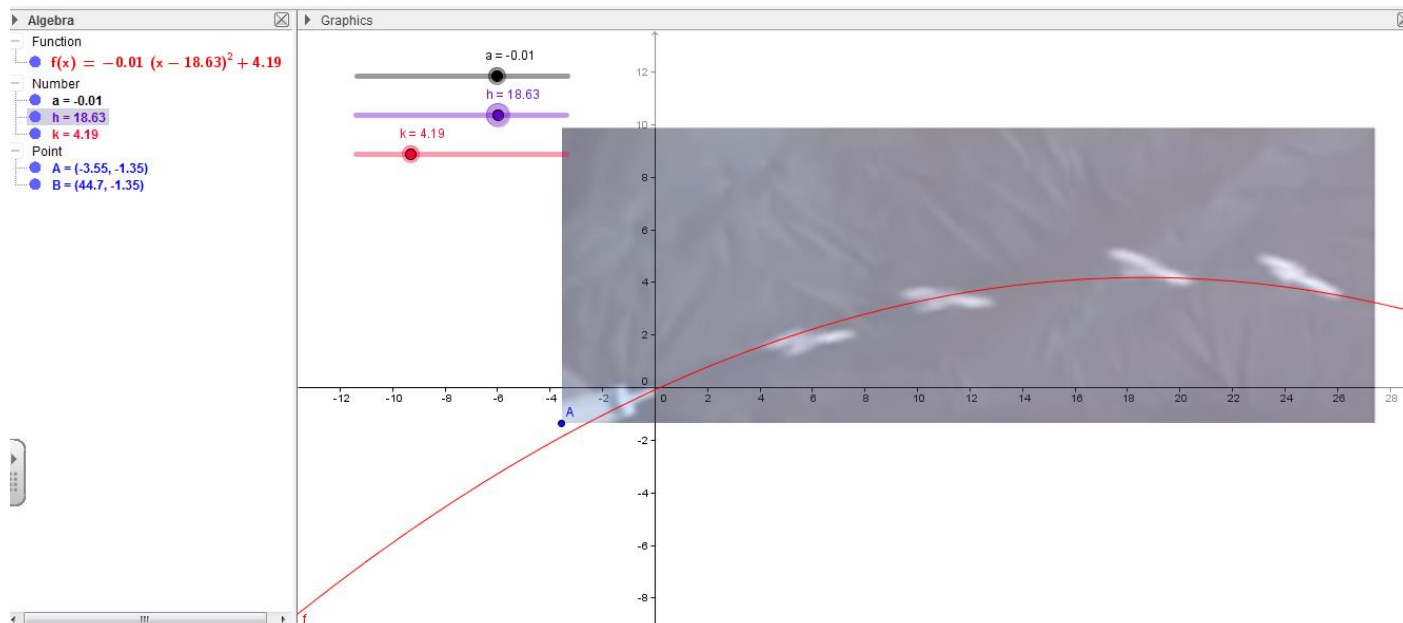 Algebra
Function
f(x) = −0.01 (x − 18.63)² + 4.19
Number
a = -0.01
h = 18.63
k = 4.19
Point
A = (-3.55, -1.35)
B = (44.7, -1.35)
Graphics
a = -0.01
h = 18.63
k = 4.19
12
10
8
6
4
2
0
-12 -10 -8 -6 -4 -2 0 2 4 6 8 10 12 14 16 18 20 22 24 26 28
A
-2
-4
-6
-8
f